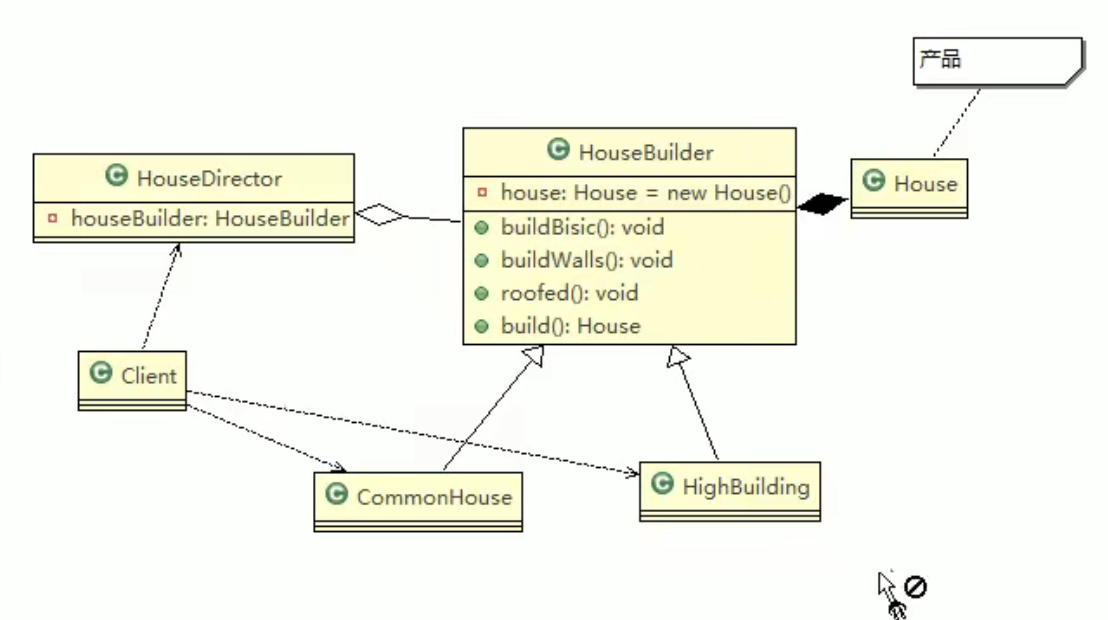 产品
HouseBuilder
HouseDirector
house: House = new House()
House
houseBuilder: HouseBuilder
buildBisic(): void
buildWalls(): void
roofed(): void
build(): House
Client
CommonHouse
HighBuilding